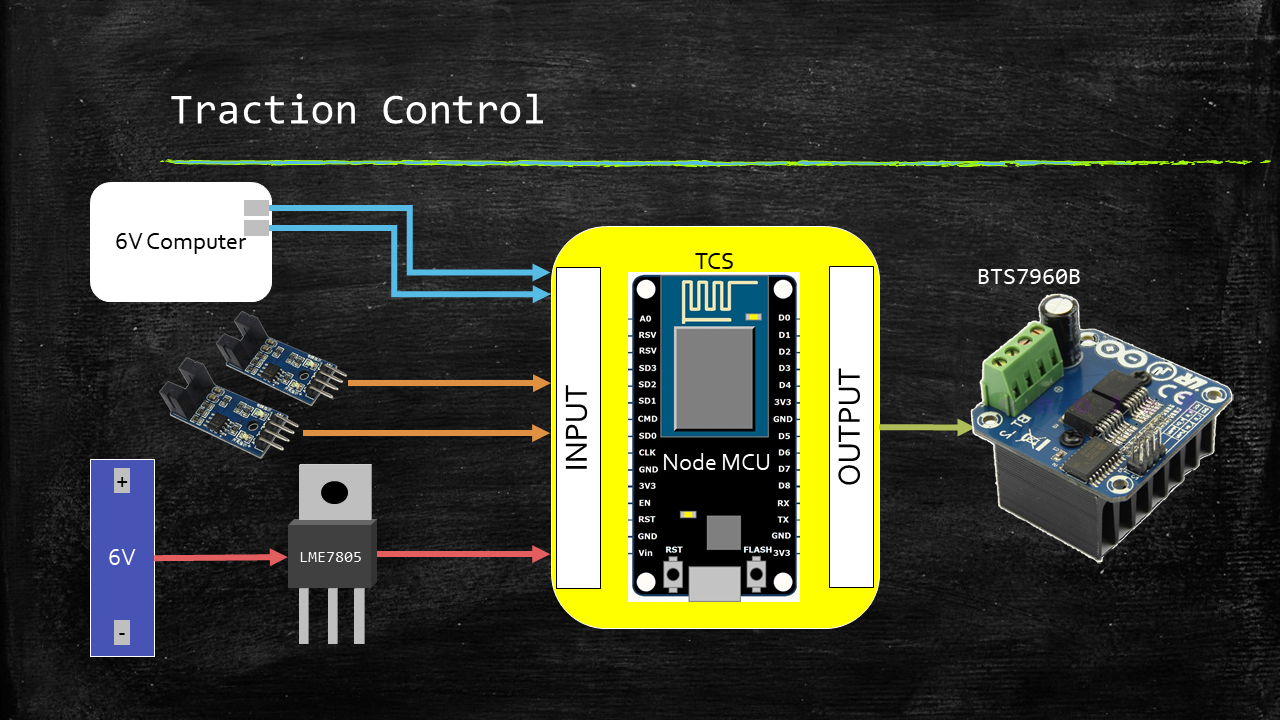 Traction Control
6V Computer
TCS
BTS7960B
INPUT
OUTPUT
A0
RSV
RSV
SD3
SD2
SD1
CMD
SD0
CLK
GND
3V3
EN
RST
GND
Vin
D0
D1
D2
D3
D4
3V3
GND
D5
D6
D7
D8
RX
TX
GND
3V3
Node MCU
RST
FLASH
+
6V
-
LME7805
CE